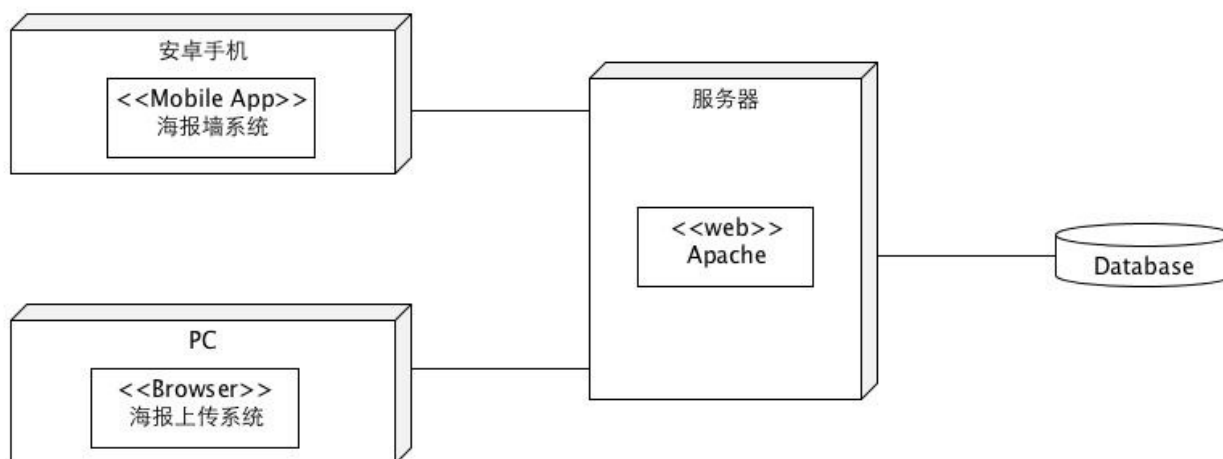 安卓手机
<<Mobile App>>
海报墙系统
服务器
<<web>>
Apache
Database
PC
<<Browser>>
海报上传系统